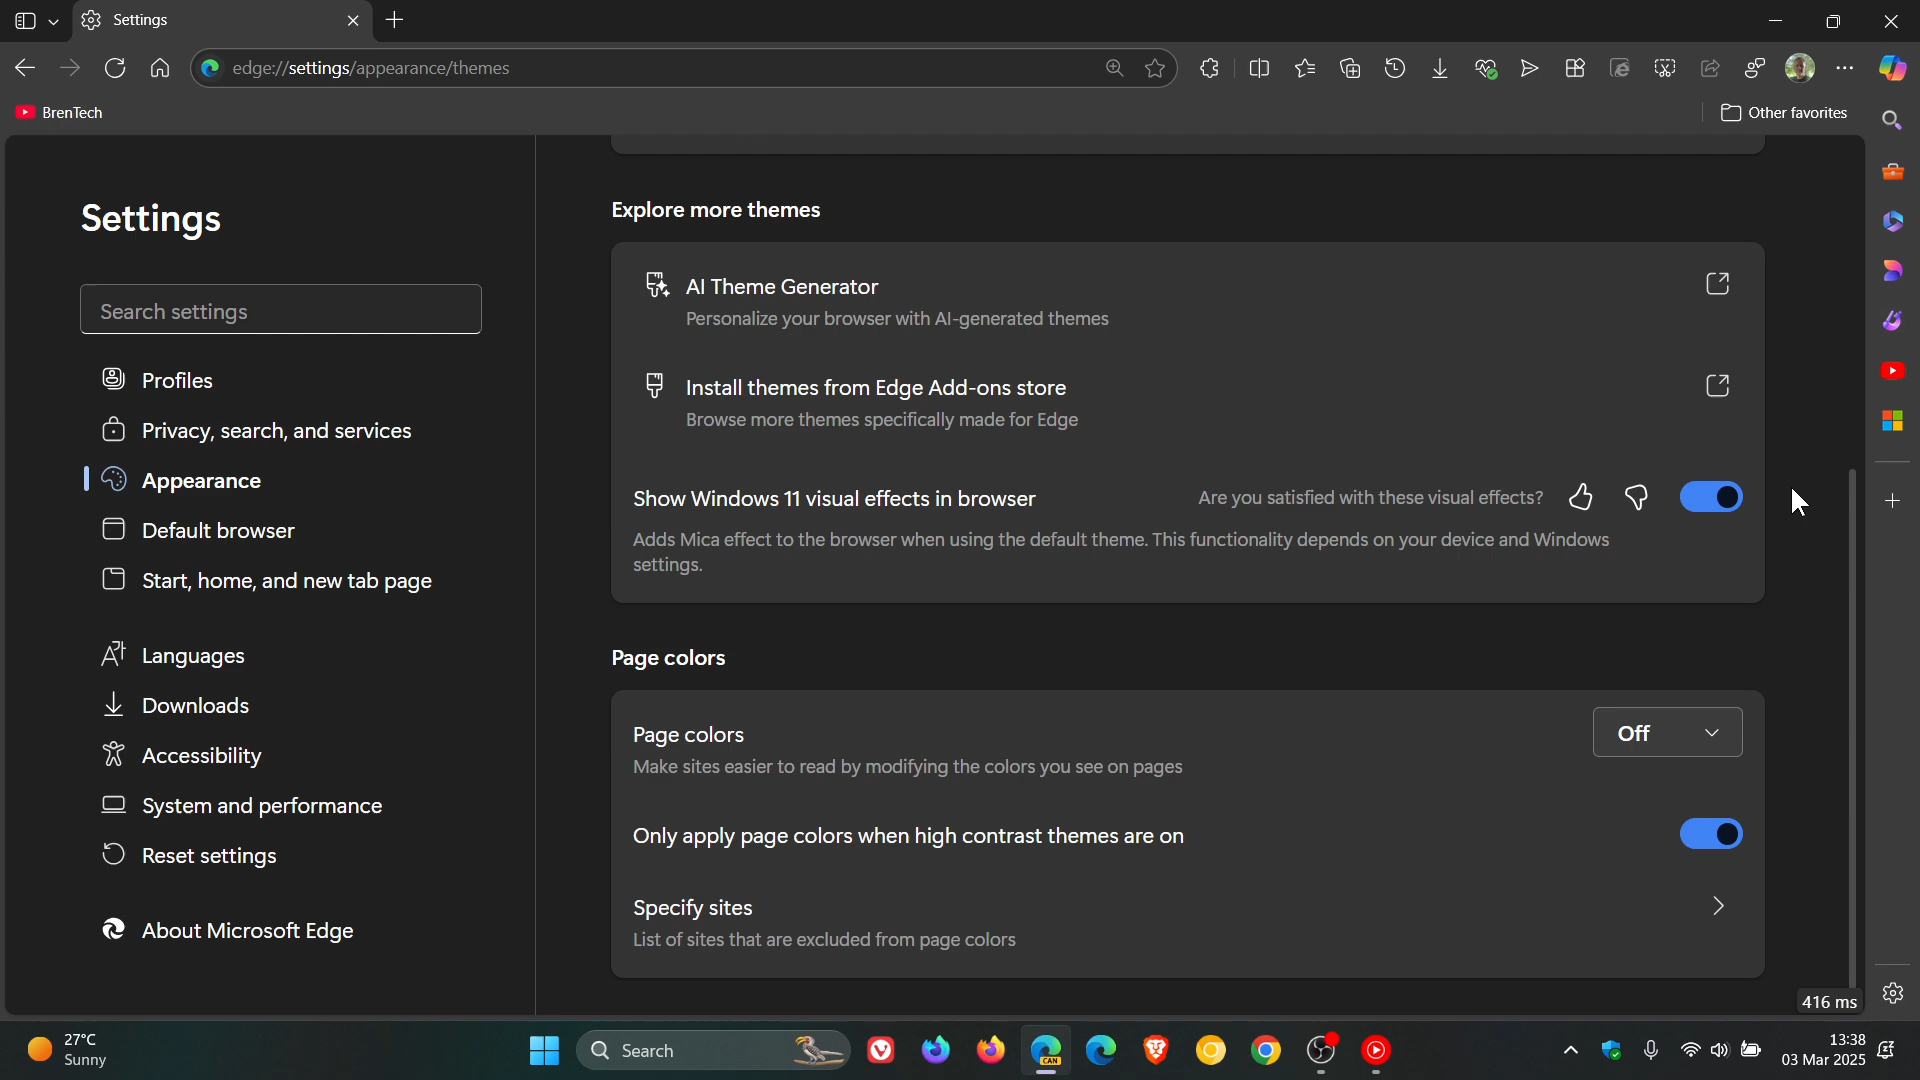 Settings
edge://settings/appearance/themes
BrenTech
Other favorites
Settings
Search settings
Profiles
Privacy, search, and services
Appearance
Default browser
Start, home, and new tab page
Languages
Downloads
Accessibility
System and performance
Reset settings
About Microsoft Edge
Explore more themes
AI Theme Generator
Personalize your browser with AI-generated themes
Install themes from Edge Add-ons store
Browse more themes specifically made for Edge
Show Windows 11 visual effects in browser
Are you satisfied with these visual effects?
Adds Mica effect to the browser when using the default theme. This functionality depends on your device and Windows
settings.
Page colors
Page colors
Off
Make sites easier to read by modifying the colors you see on pages
Only apply page colors when high contrast themes are on
Specify sites
List of sites that are excluded from page colors
416 ms
27°C
Sunny
Search
CAN
13:38
03 Mar 2025